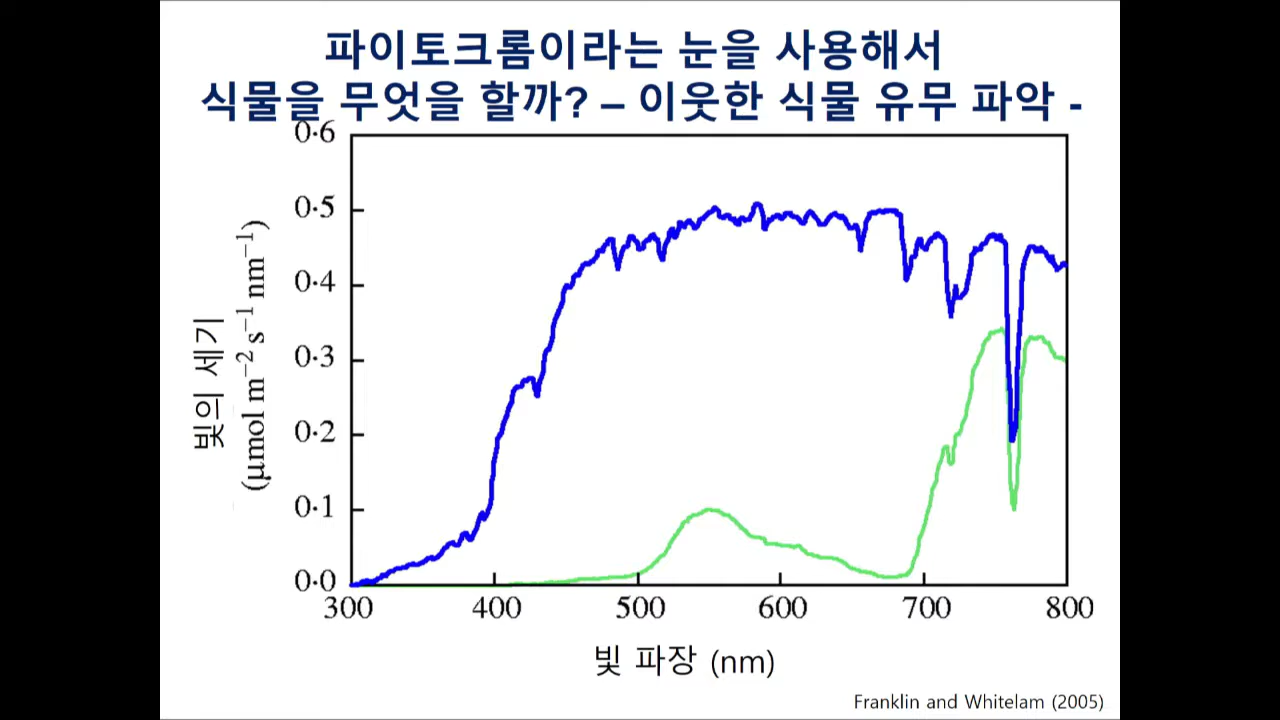 파이토크롬이라는 눈을 사용해서
식물을 무엇을 할까? – 이웃한 식물 유무 파악 -
0·6
0·5
0·4
0·3
0·2
0·1
0·0
빛의 세기
(μmol m⁻² s⁻¹ nm⁻¹)
300 400 500 600 700 800
빛 파장 (nm)
Franklin and Whitelam (2005)